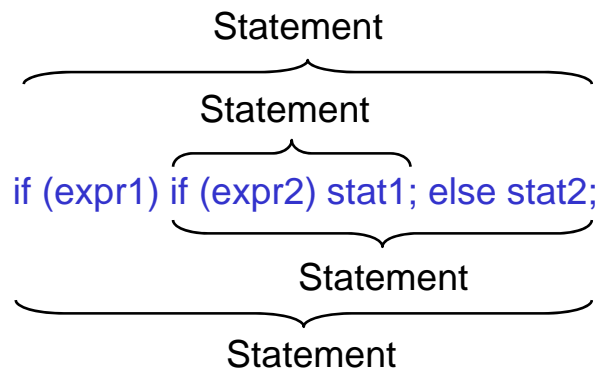 Statement
Statement
if (expr1) if (expr2) stat1; else stat2;
Statement
Statement